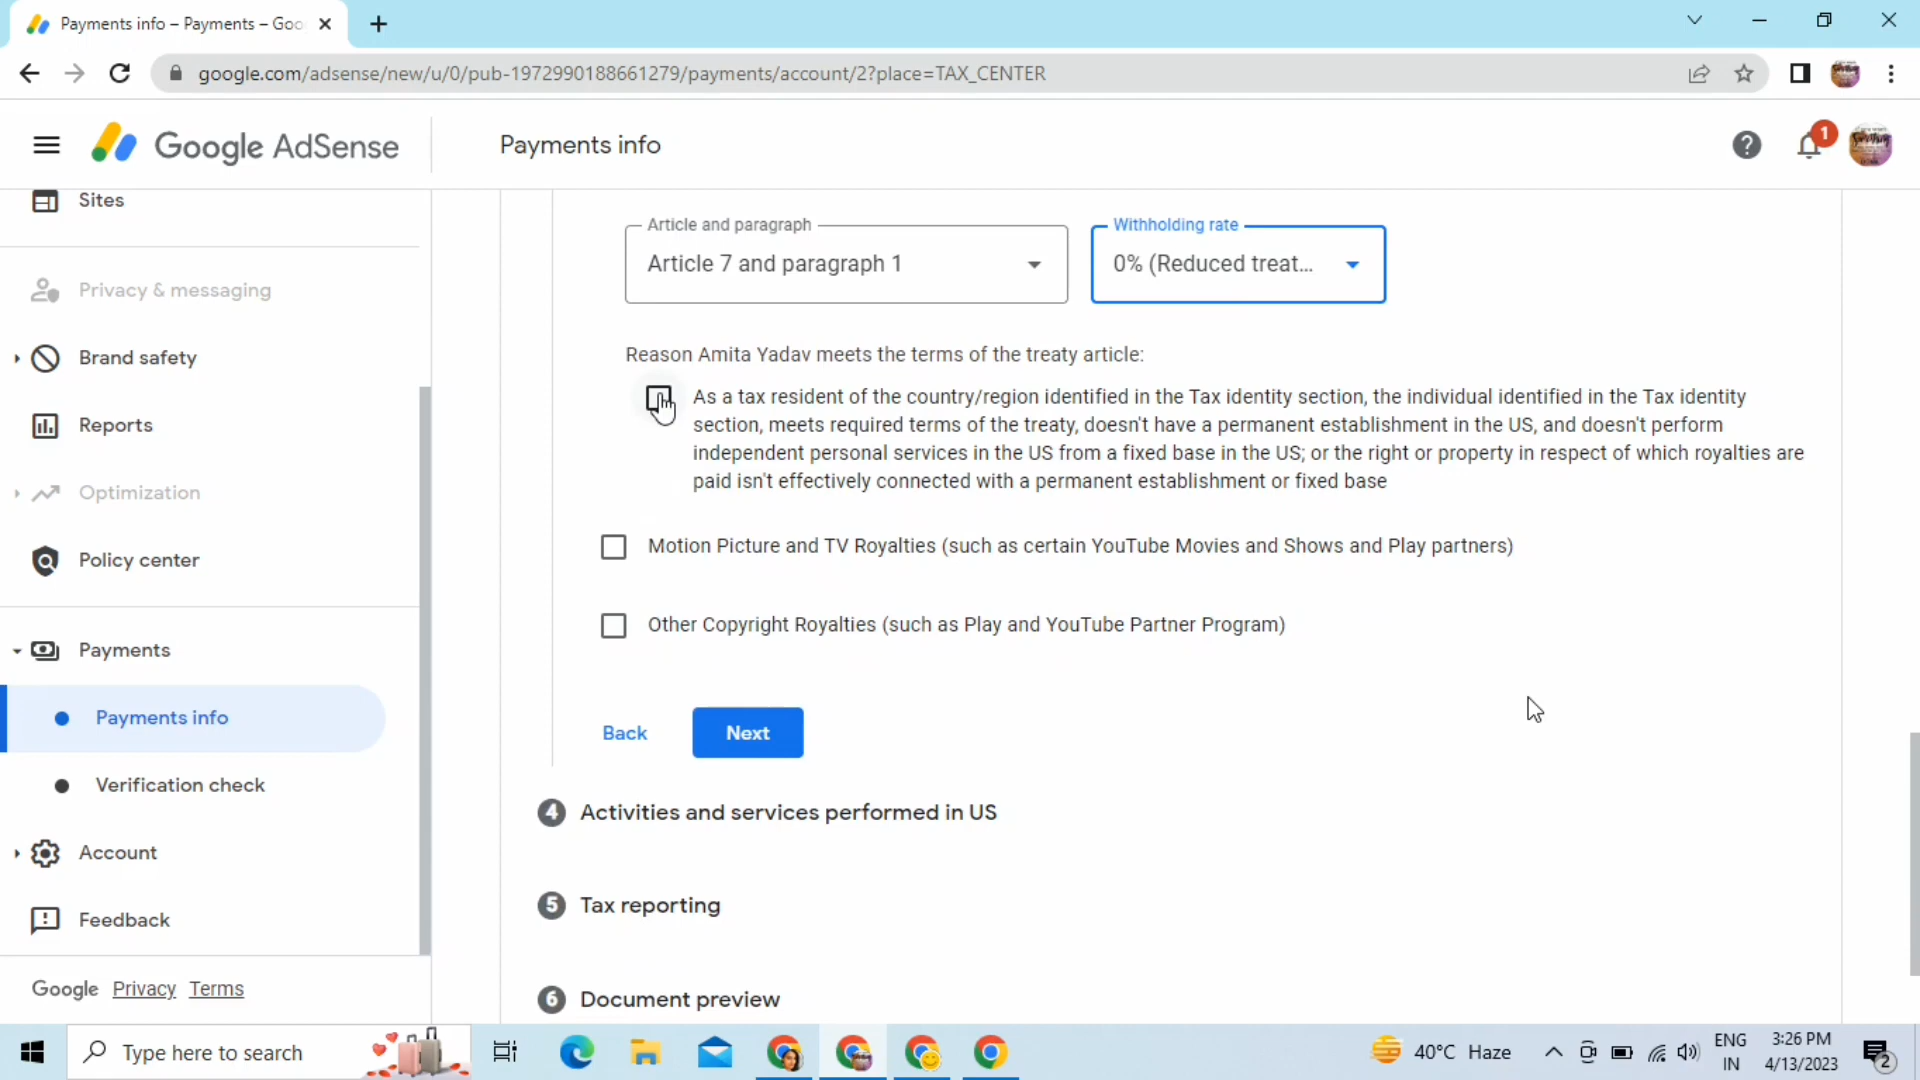 Payments info – Payments – Goo
google.com/adsense/new/u/0/pub-1972990188661279/payments/account/2?place=TAX_CENTER
Google AdSense
Payments info
1
Sites
Privacy & messaging
Brand safety
Reports
Optimization
Policy center
Payments
Payments info
Verification check
Account
Feedback
Google Privacy Terms
Article and paragraph
Article 7 and paragraph 1
Withholding rate
0% (Reduced treat...
Reason Amita Yadav meets the terms of the treaty article:
As a tax resident of the country/region identified in the Tax identity section, the individual identified in the Tax identity
section, meets required terms of the treaty, doesn't have a permanent establishment in the US, and doesn't perform
independent personal services in the US from a fixed base in the US; or the right or property in respect of which royalties are
paid isn't effectively connected with a permanent establishment or fixed base
Motion Picture and TV Royalties (such as certain YouTube Movies and Shows and Play partners)
Other Copyright Royalties (such as Play and YouTube Partner Program)
Back
Next
4 Activities and services performed in US
5 Tax reporting
6 Document preview
Type here to search
40°C Haze
ENG
IN
3:26 PM
4/13/2023
2